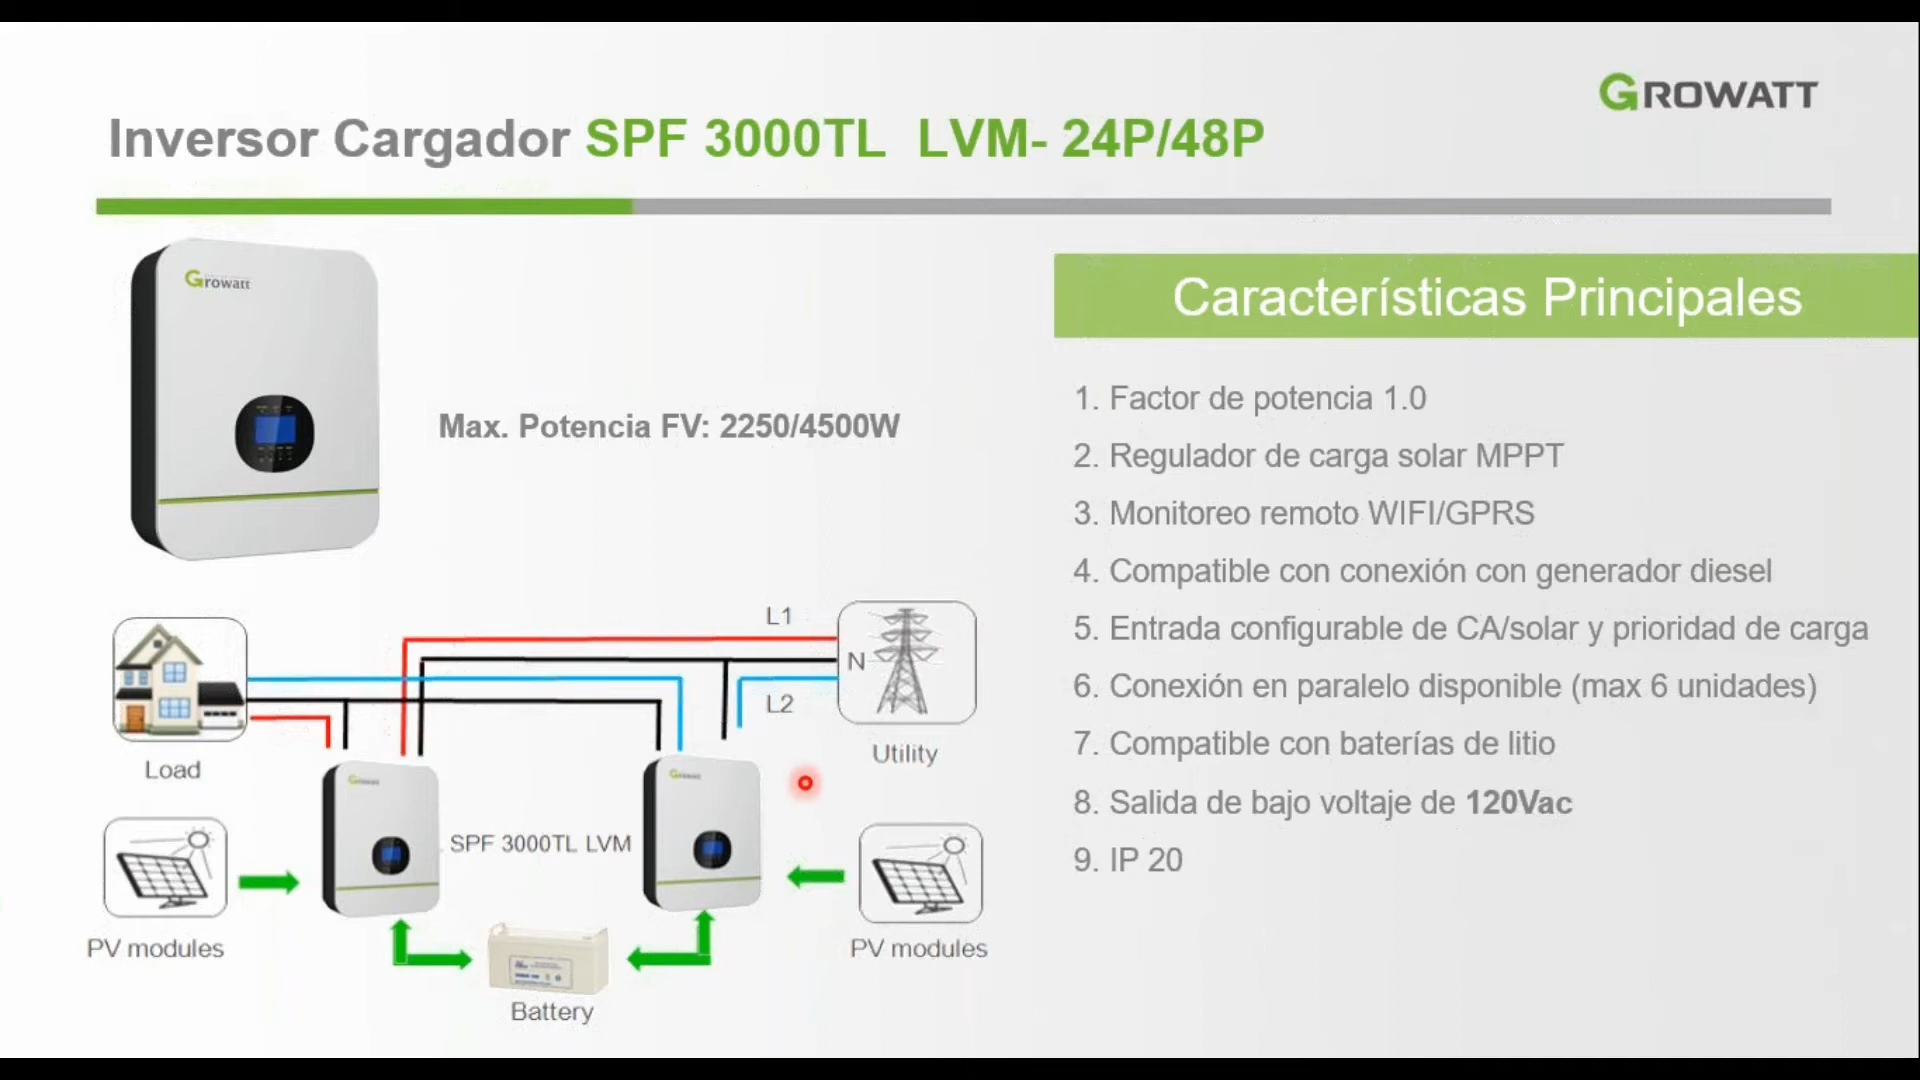 GROWATT
Inversor Cargador SPF 3000TL LVM- 24P/48P
Growatt
Características Principales
Max. Potencia FV: 2250/4500W
1. Factor de potencia 1.0
2. Regulador de carga solar MPPT
3. Monitoreo remoto WIFI/GPRS
4. Compatible con conexión con generador diesel
5. Entrada configurable de CA/solar y prioridad de carga
6. Conexión en paralelo disponible (max 6 unidades)
7. Compatible con baterías de litio
8. Salida de bajo voltaje de 120Vac
9. IP 20
L1
N
L2
Utility
Load
Growatt
Growatt
SPF 3000TL LVM
PV modules
PV modules
Battery